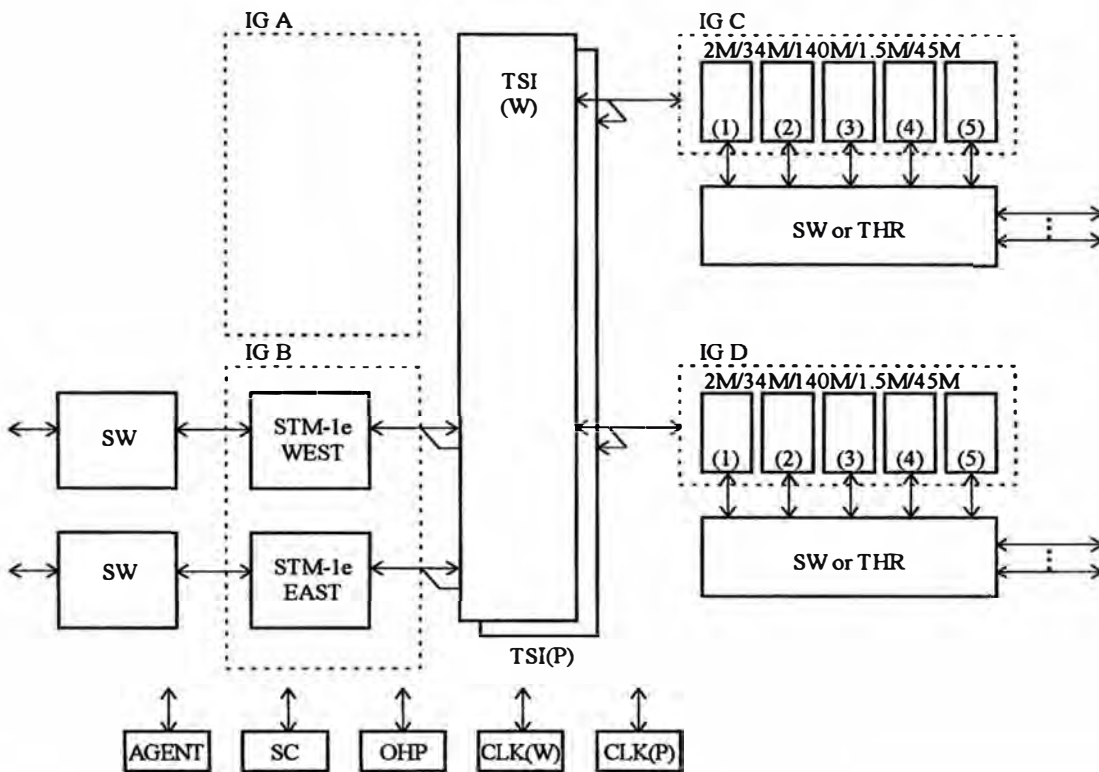 IG A
TSI
(W)
IG C
2M/34M/140M/1.5M/45M
(1) (2) (3) (4) (5)
SW or THR
IG B
SW
STM-1e
WEST
SW
STM-1e
EAST
IG D
2M/34M/140M/1.5M/45M
(1) (2) (3) (4) (5)
SW or THR
TSI(P)
AGENT SC OHP CLK(W) CLK(P)